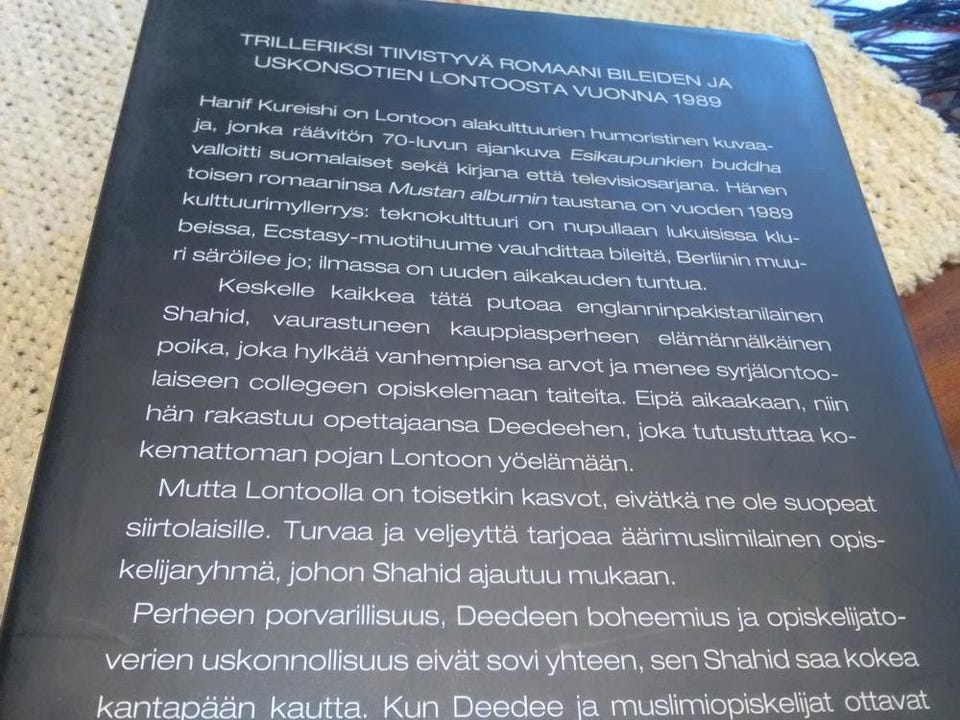 TRILLERIKSI TIIVISTYVÄ ROMAANI BILEIDEN JA
USKONSOTIEN LONTOOSTA VUONNA 1989
Hanif Kureishi on Lontoon alakulttuurien humoristinen kuvaa-
ja, jonka räävitön 70-luvun ajankuva Esikaupunkien buddha
valloitti suomalaiset sekä kirjana että televisiosarjana. Hänen
toisen romaaninsa Mustan albumin taustana on vuoden 1989
kulttuurimyllerrys: teknokulttuuri on nupullaan lukuisissa klu-
beissa, Ecstasy-muotihuume vauhdittaa bileitä, Berliinin muu-
ri säröilee jo; ilmassa on uuden aikakauden tuntua.
Keskelle kaikkea tätä putoaa englanninpakistanilainen
Shahid, vaurastuneen kauppiasperheen elämännälkäinen
poika, joka hylkää vanhempiensa arvot ja menee syrjälontoo-
laiseen collegeen opiskelemaan taiteita. Eipä aikaakaan, niin
hän rakastuu opettajaansa Deedeehen, joka tutustuttaa ko-
kemattoman pojan Lontoon yöelämään.
Mutta Lontoolla on toisetkin kasvot, eivätkä ne ole suopeat
siirtolaisille. Turvaa ja veljeyttä tarjoaa äärimuslimilainen opis-
kelijaryhmä, johon Shahid ajautuu mukaan.
Perheen porvarillisuus, Deedeen boheemius ja opiskelijato-
verien uskonnollisuus eivät sovi yhteen, sen Shahid saa kokea
kantapään kautta. Kun Deedee ja muslimiopiskelijat ottavat